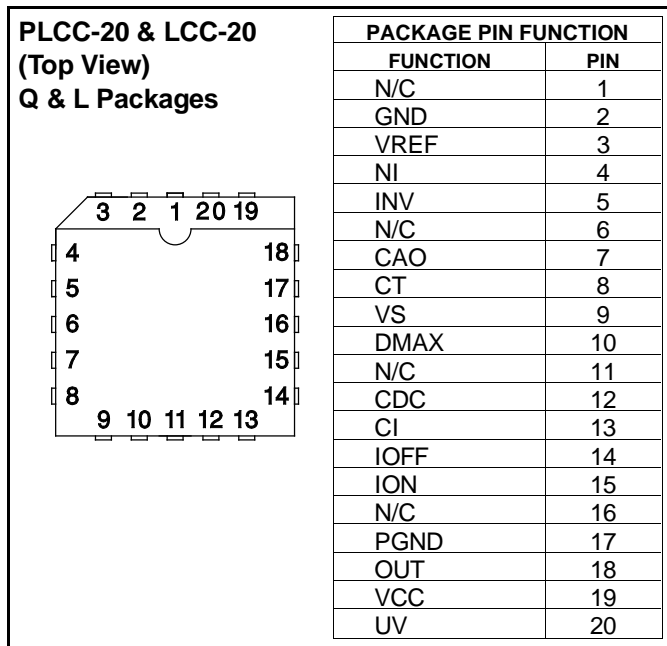 PLCC-20 & LCC-20
(Top View)
Q & L Packages
3 2 1 20 19
4 18
5 17
6 16
7 15
8 14
9 10 11 12 13
PACKAGE PIN FUNCTION
FUNCTION PIN
N/C 1
GND 2
VREF 3
NI 4
INV 5
N/C 6
CAO 7
CT 8
VS 9
DMAX 10
N/C 11
CDC 12
CI 13
IOFF 14
ION 15
N/C 16
PGND 17
OUT 18
VCC 19
UV 20